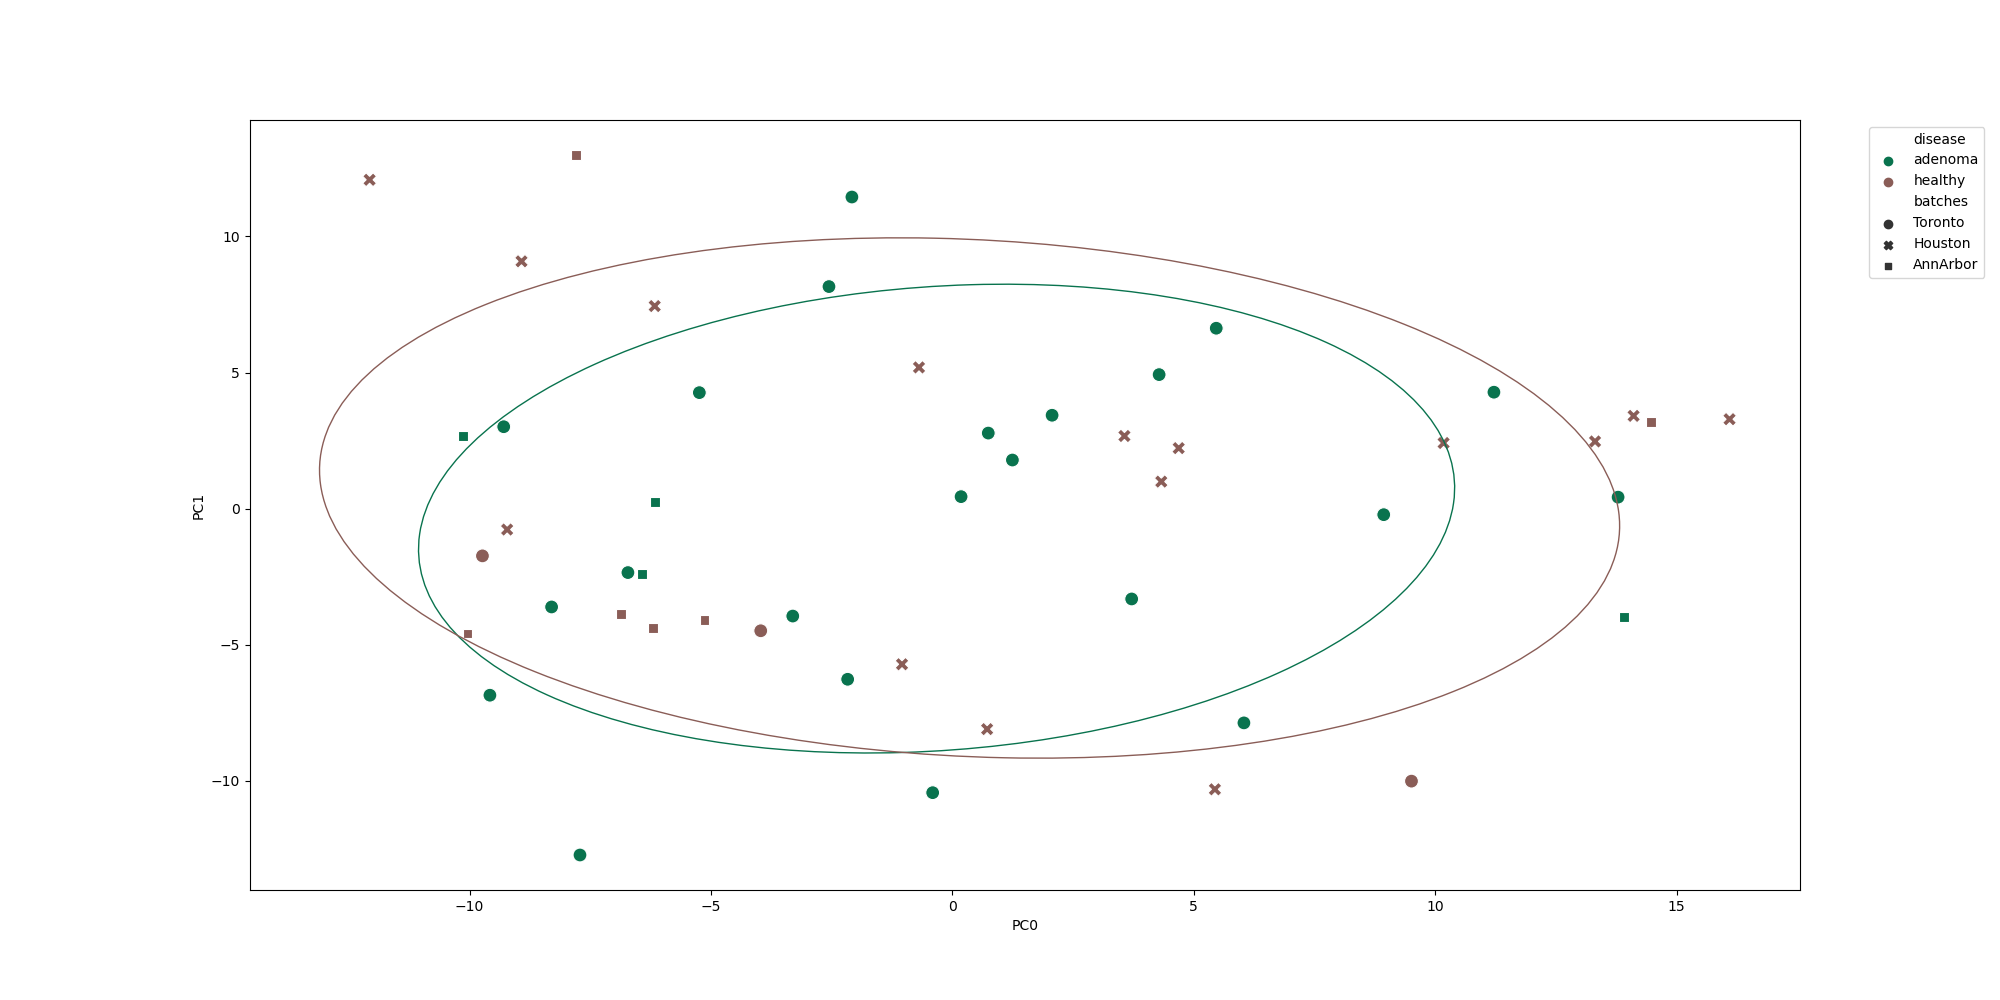 disease
adenoma
healthy
batches
Toronto
Houston
AnnArbor
10
5
0
−5
−10
PC1
−10
−5
0
5
10
15
PC0